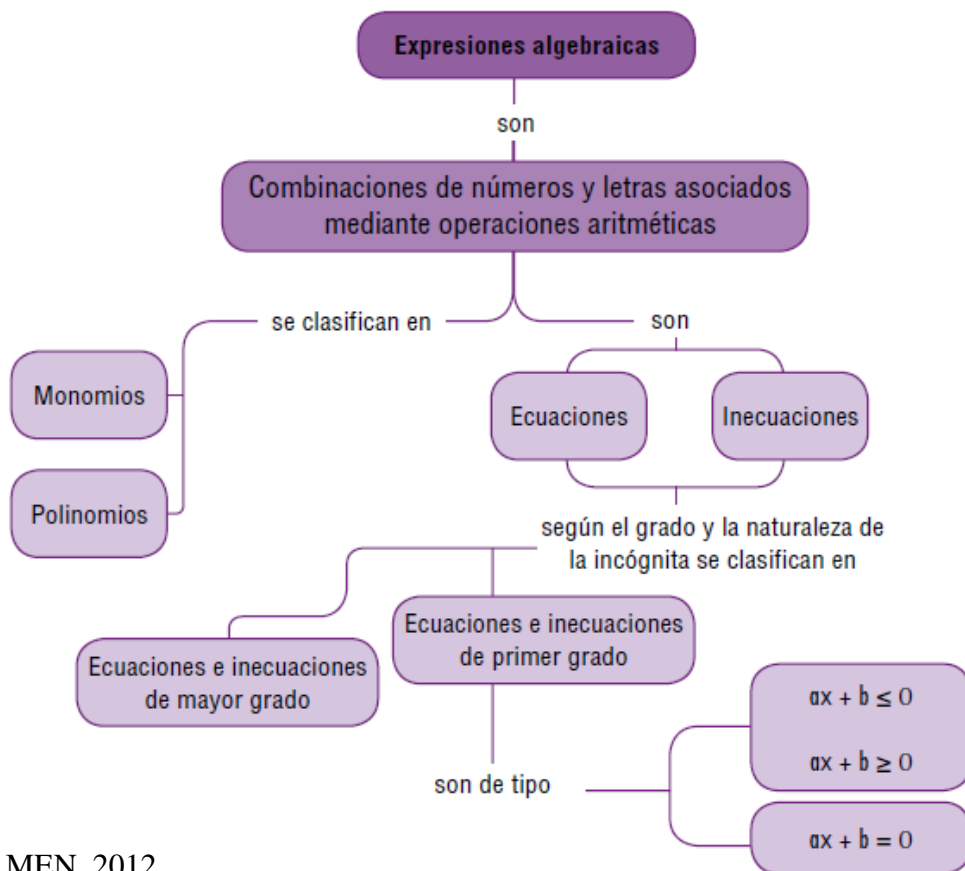 Expresiones algebraicas
son
Combinaciones de números y letras asociados
mediante operaciones aritméticas
se clasifican en
son
Monomios
Polinomios
Ecuaciones
Inecuaciones
según el grado y la naturaleza de
la incógnita se clasifican en
Ecuaciones e inecuaciones
de mayor grado
Ecuaciones e inecuaciones
de primer grado
son de tipo
ax + b ≤ 0
ax + b ≥ 0
ax + b = 0
MEN, 2012